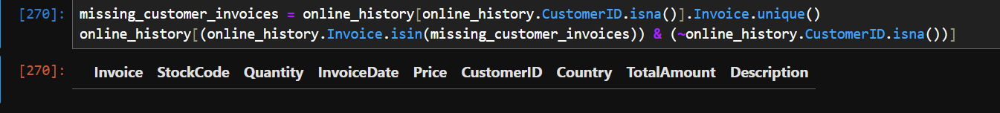 [270]: missing_customer_invoices = online_history[online_history.CustomerID.isna()].Invoice.unique()
online_history[(online_history.Invoice.isin(missing_customer_invoices)) & (~online_history.CustomerID.isna())]
[270]: Invoice StockCode Quantity InvoiceDate Price CustomerID Country TotalAmount Description